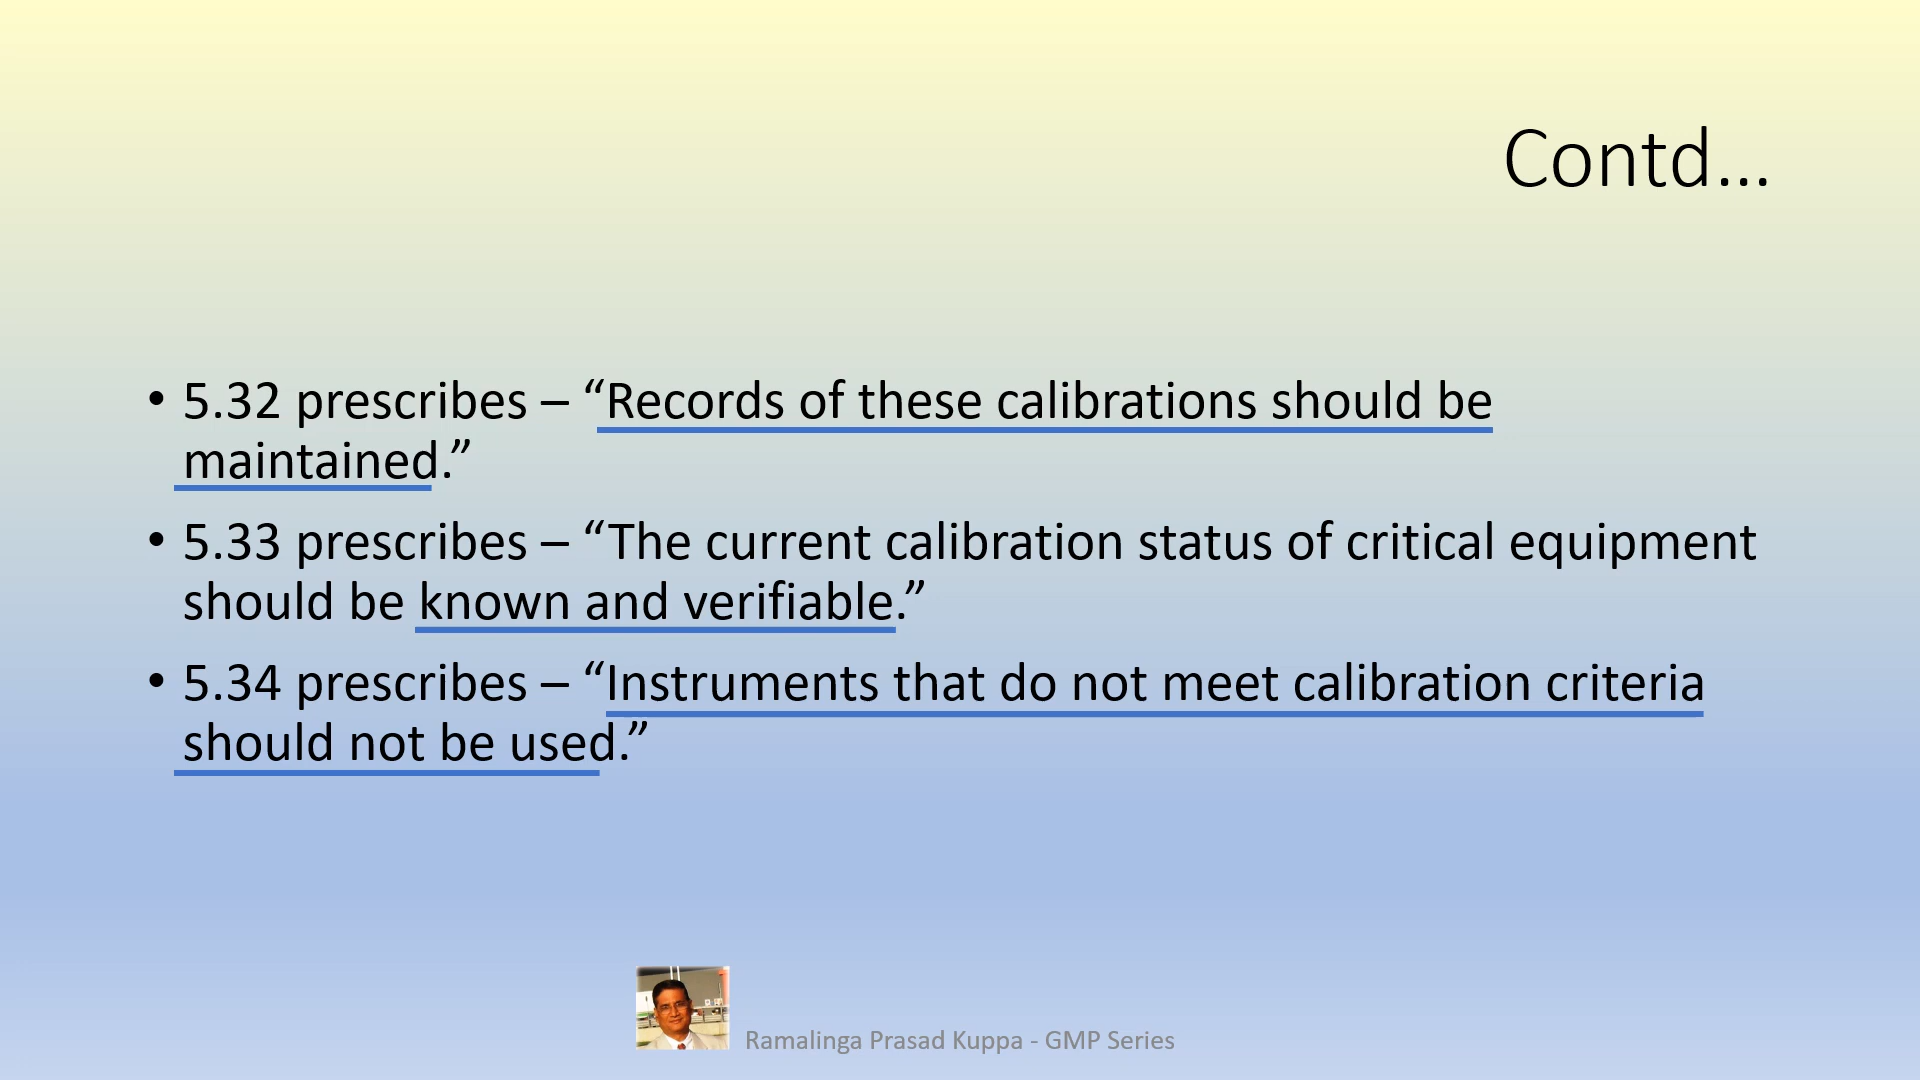 Contd...
• 5.32 prescribes – “Records of these calibrations should be
maintained.”
• 5.33 prescribes – “The current calibration status of critical equipment
should be known and verifiable.”
• 5.34 prescribes – “Instruments that do not meet calibration criteria
should not be used.”
Ramalinga Prasad Kuppa - GMP Series